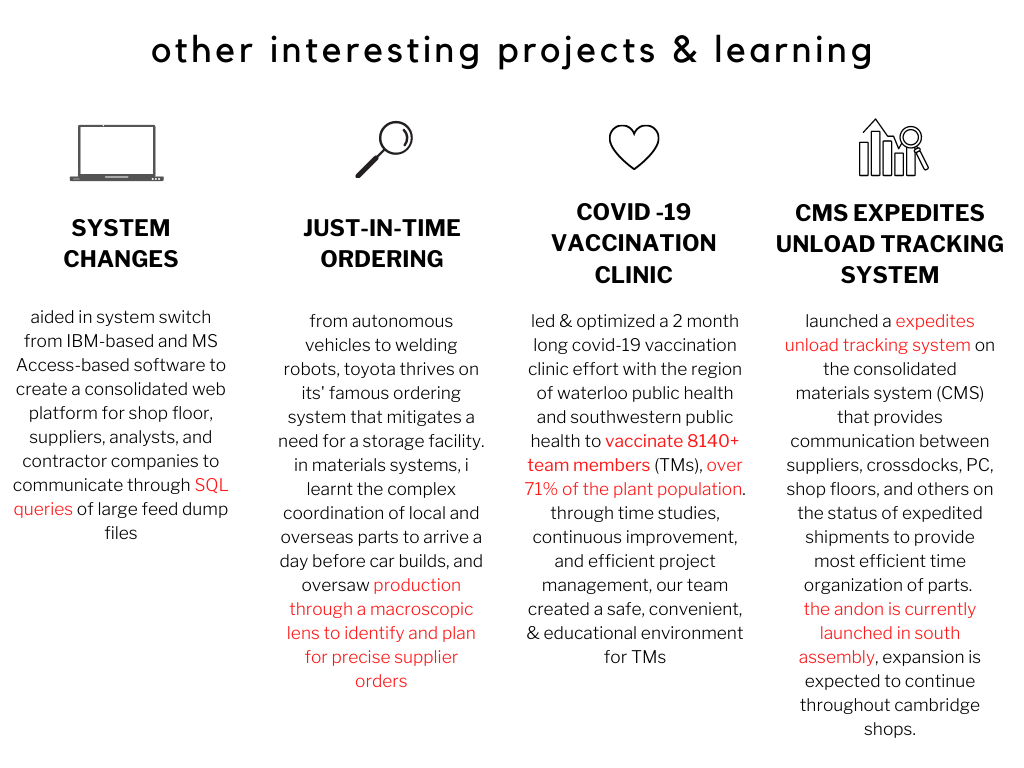 other interesting projects & learning
SYSTEM
CHANGES
aided in system switch
from IBM-based and MS
Access-based software to
create a consolidated web
platform for shop floor,
suppliers, analysts, and
contractor companies to
communicate through SQL
queries of large feed dump
files
JUST-IN-TIME
ORDERING
from autonomous
vehicles to welding
robots, toyota thrives on
its' famous ordering
system that mitigates a
need for a storage facility.
in materials systems, i
learnt the complex
coordination of local and
overseas parts to arrive a
day before car builds, and
oversaw production
through a macroscopic
lens to identify and plan
for precise supplier
orders
COVID -19
VACCINATION
CLINIC
led & optimized a 2 month
long covid-19 vaccination
clinic effort with the region
of waterloo public health
and southwestern public
health to vaccinate 8140+
team members (TMs), over
71% of the plant population.
through time studies,
continuous improvement,
and efficient project
management, our team
created a safe, convenient,
& educational environment
for TMs
CMS EXPEDITES
UNLOAD TRACKING
SYSTEM
launched a expedites
unload tracking system on
the consolidated
materials system (CMS)
that provides
communication between
suppliers, crossdocks, PC,
shop floors, and others on
the status of expedited
shipments to provide
most efficient time
organization of parts.
the andon is currently
launched in south
assembly, expansion is
expected to continue
throughout cambridge
shops.